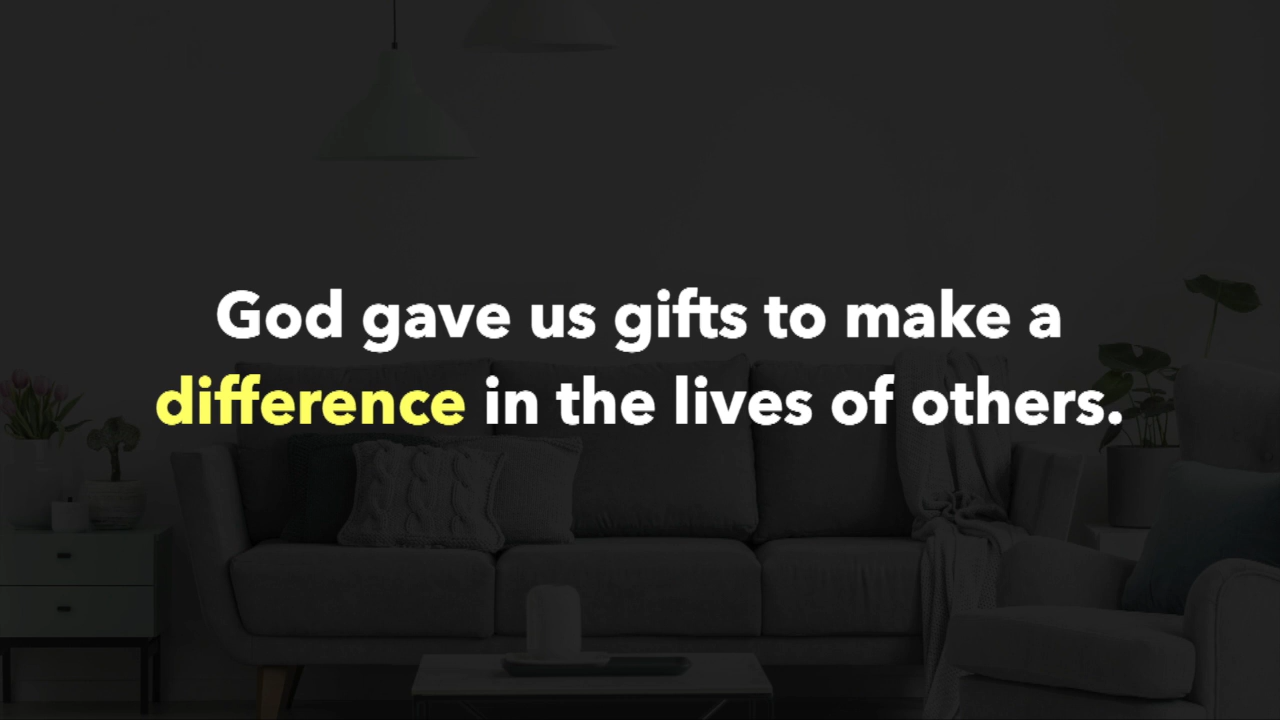 God gave us gifts to make a
difference in the lives of others.